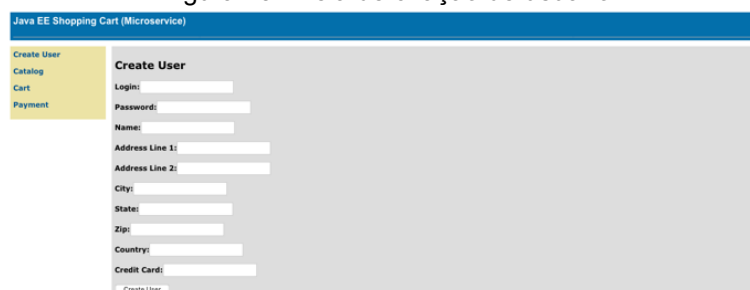 Java EE Shopping Cart (Microservice)
Create User
Catalog
Cart
Payment
Create User
Login:
Password:
Name:
Address Line 1:
Address Line 2:
City:
State:
Zip:
Country:
Credit Card:
Create User